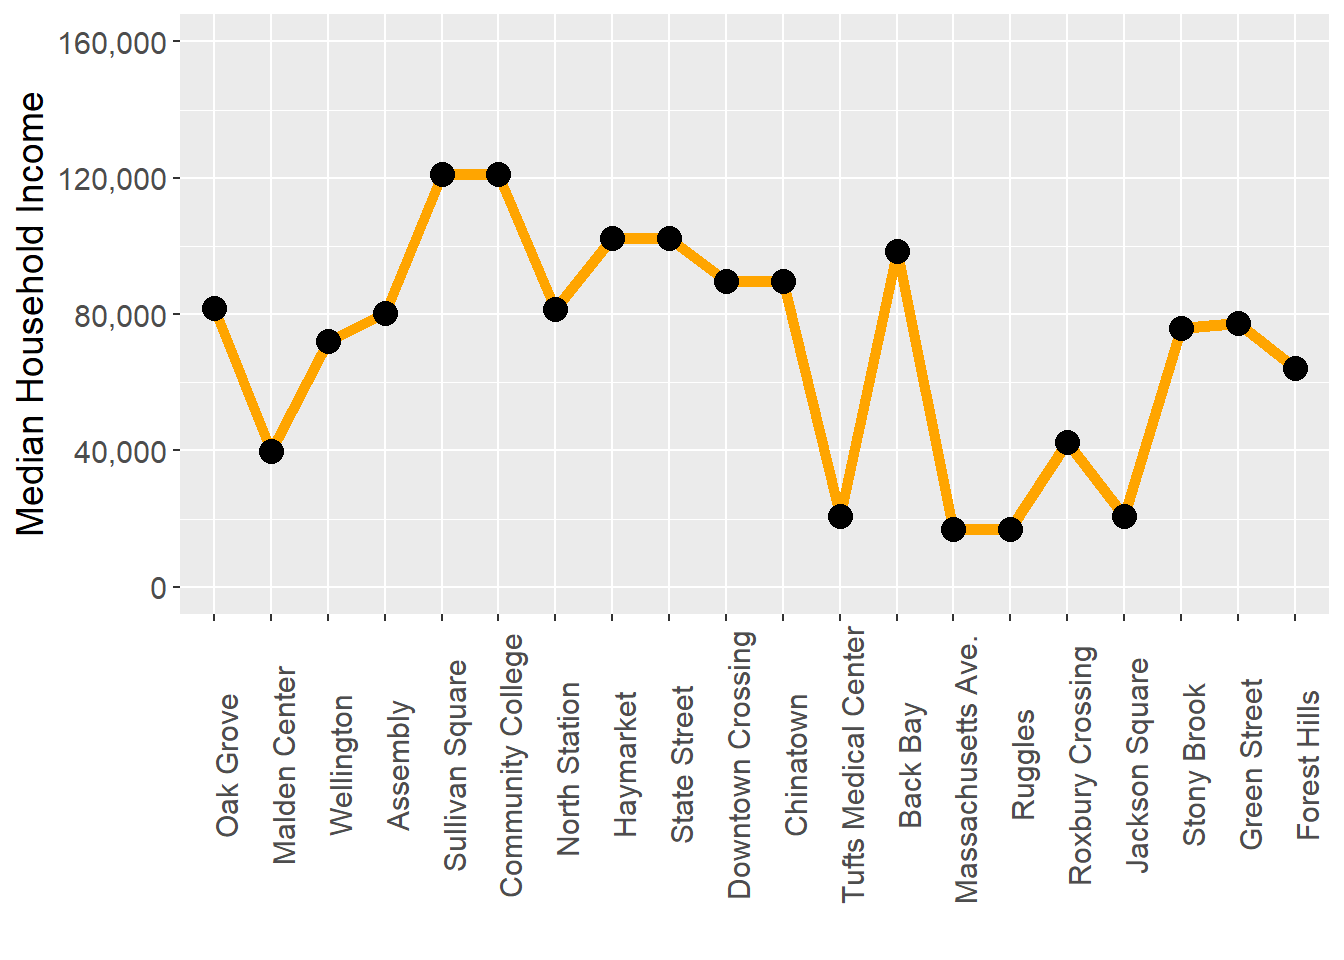 Median Household Income
160,000
120,000
80,000
40,000
0
Oak Grove
Malden Center
Wellington
Assembly
Sullivan Square
Community College
North Station
Haymarket
State Street
Downtown Crossing
Chinatown
Tufts Medical Center
Back Bay
Massachusetts Ave.
Ruggles
Roxbury Crossing
Jackson Square
Stony Brook
Green Street
Forest Hills